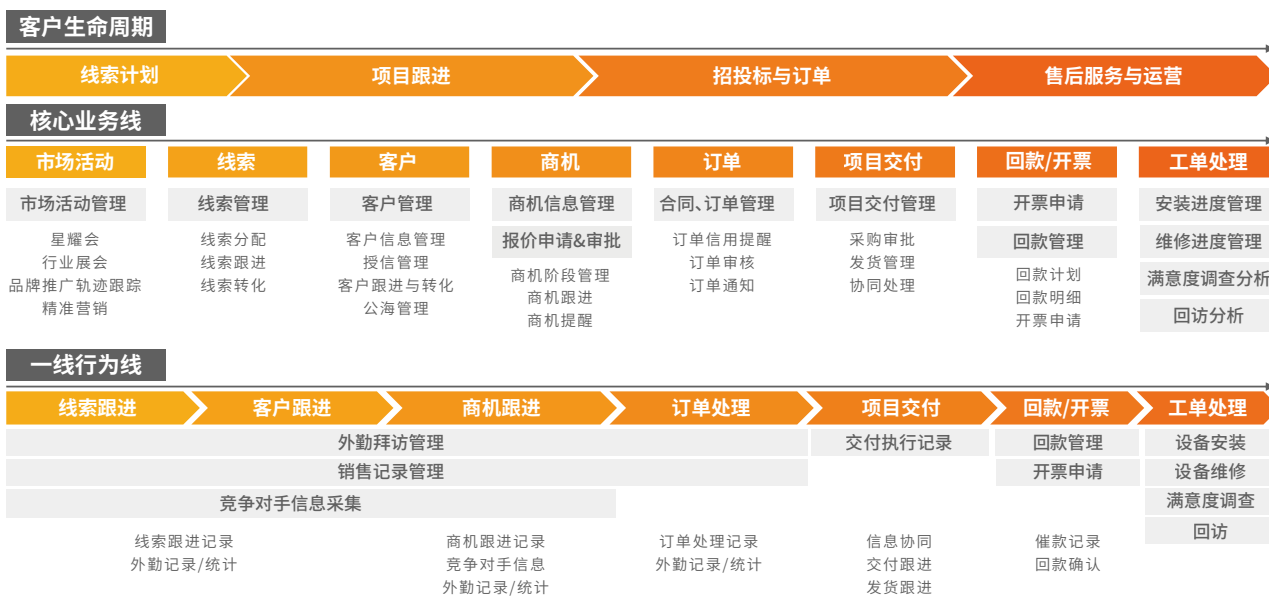 客户生命周期
线索计划 项目跟进 招投标与订单 售后服务与运营
核心业务线
市场活动 线索 客户 商机 订单 项目交付 回款/开票 工单处理
市场活动管理 线索管理 客户管理 商机信息管理 合同、订单管理 项目交付管理 开票申请 安装进度管理
星耀会 线索分配 客户信息管理 报价申请&审批 订单信用提醒 采购审批 回款管理 维修进度管理
行业展会 线索跟进 授信管理 商机阶段管理 订单审核 发货管理 回款计划 满意度调查分析
品牌推广轨迹跟踪 线索转化 客户跟进与转化 商机跟进 订单通知 协同处理 回款明细 回访分析
精准营销 公海管理 商机提醒 开票申请
一线行为线
线索跟进 客户跟进 商机跟进 订单处理 项目交付 回款/开票 工单处理
外勤拜访管理 交付执行记录 回款管理 设备安装
销售记录管理 开票申请 设备维修
竞争对手信息采集 满意度调查
回访
线索跟进记录 商机跟进记录 订单处理记录 信息协同 催款记录
外勤记录/统计 竞争对手信息 外勤记录/统计 交付跟进 回款确认
外勤记录/统计 发货跟进